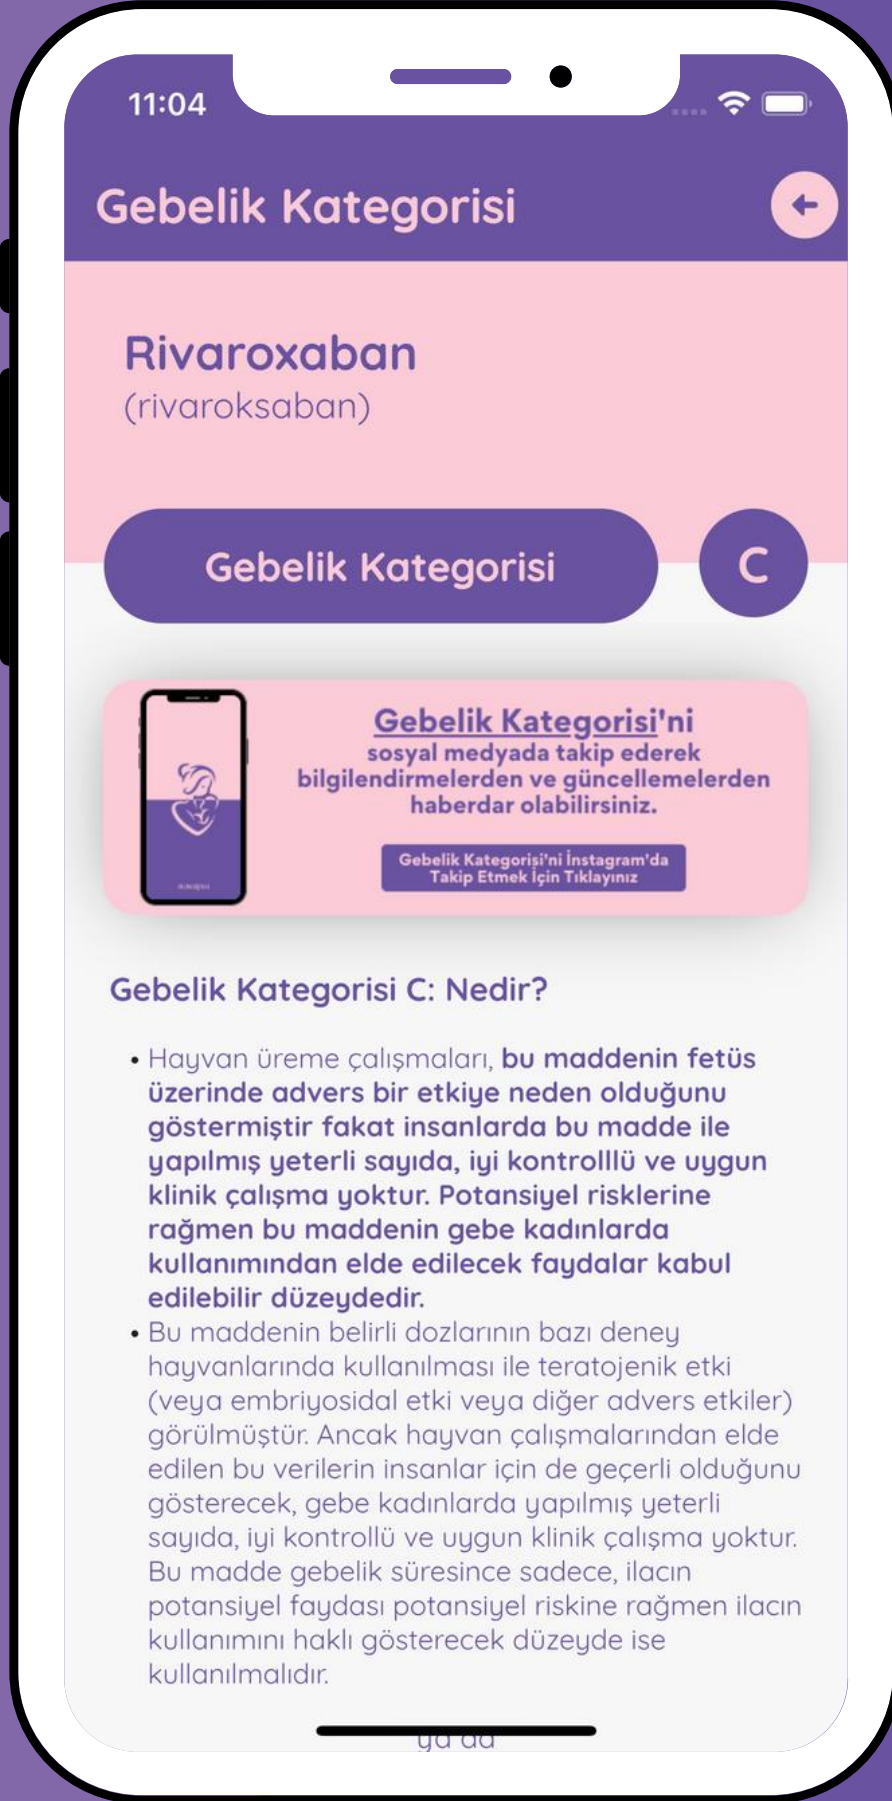 11:04
Gebelik Kategorisi
Rivaroxaban
(rivaroksaban)
Gebelik Kategorisi
C
Gebelik Kategorisi'ni
sosyal medyada takip ederek
bilgilendirmelerden ve güncellemelerden
haberdar olabilirsiniz.
Gebelik Kategorisi'ni İnstagram'da
Takip Etmek İçin Tıklayınız
Gebelik Kategorisi C: Nedir?
• Hayvan üreme çalışmaları, bu maddenin fetüs
üzerinde advers bir etkiye neden olduğunu
göstermiştir fakat insanlarda bu madde ile
yapılmış yeterli sayıda, iyi kontrolllü ve uygun
klinik çalışma yoktur. Potansiyel risklerine
rağmen bu maddenin gebe kadınlarda
kullanımından elde edilecek faydalar kabul
edilebilir düzeydedir.
• Bu maddenin belirli dozlarının bazı deney
hayvanlarında kullanılması ile teratojenik etki
(veya embriyosidal etki veya diğer advers etkiler)
görülmüştür. Ancak hayvan çalışmalarından elde
edilen bu verilerin insanlar için de geçerli olduğunu
gösterecek, gebe kadınlarda yapılmış yeterli
sayıda, iyi kontrollü ve uygun klinik çalışma yoktur.
Bu madde gebelik süresince sadece, ilacın
potansiyel faydası potansiyel riskine rağmen ilacın
kullanımını haklı gösterecek düzeyde ise
kullanılmalıdır.
ya da